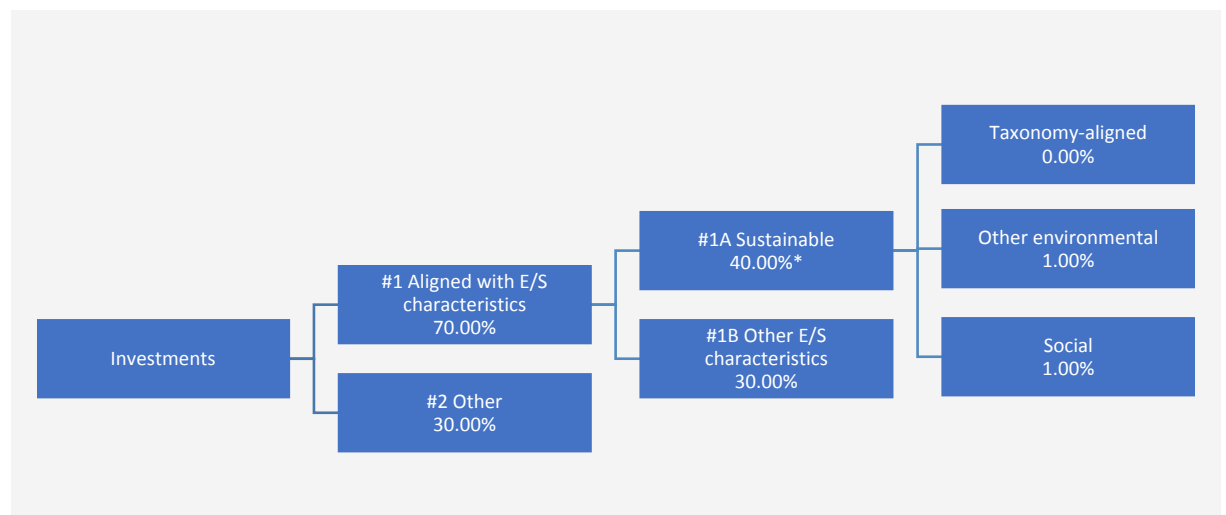 Investments
#1 Aligned with E/S
characteristics
70.00%
#2 Other
30.00%
#1A Sustainable
40.00%*
#1B Other E/S
characteristics
30.00%
Taxonomy-aligned
0.00%
Other environmental
1.00%
Social
1.00%